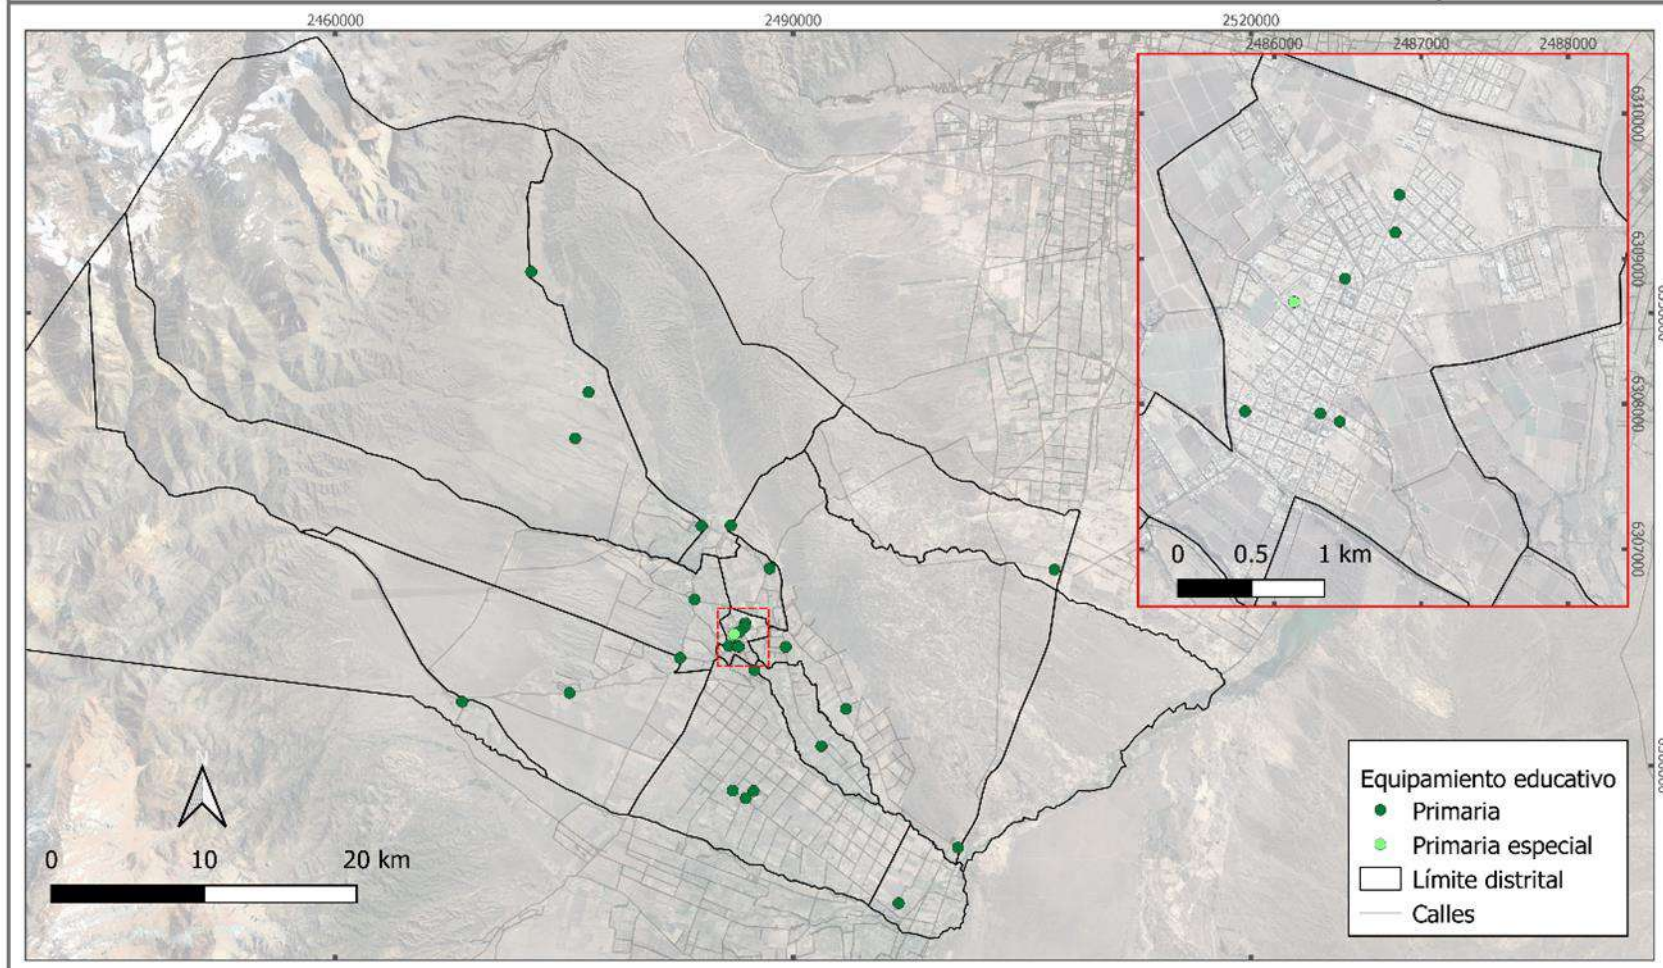 2460000
2490000
2520000
2486000
2487000
2488000
6310000
6309000
6308000
6307000
0 0.5 1 km
0 10 20 km
Equipamiento educativo
Primaria
Primaria especial
Límite distrital
Calles